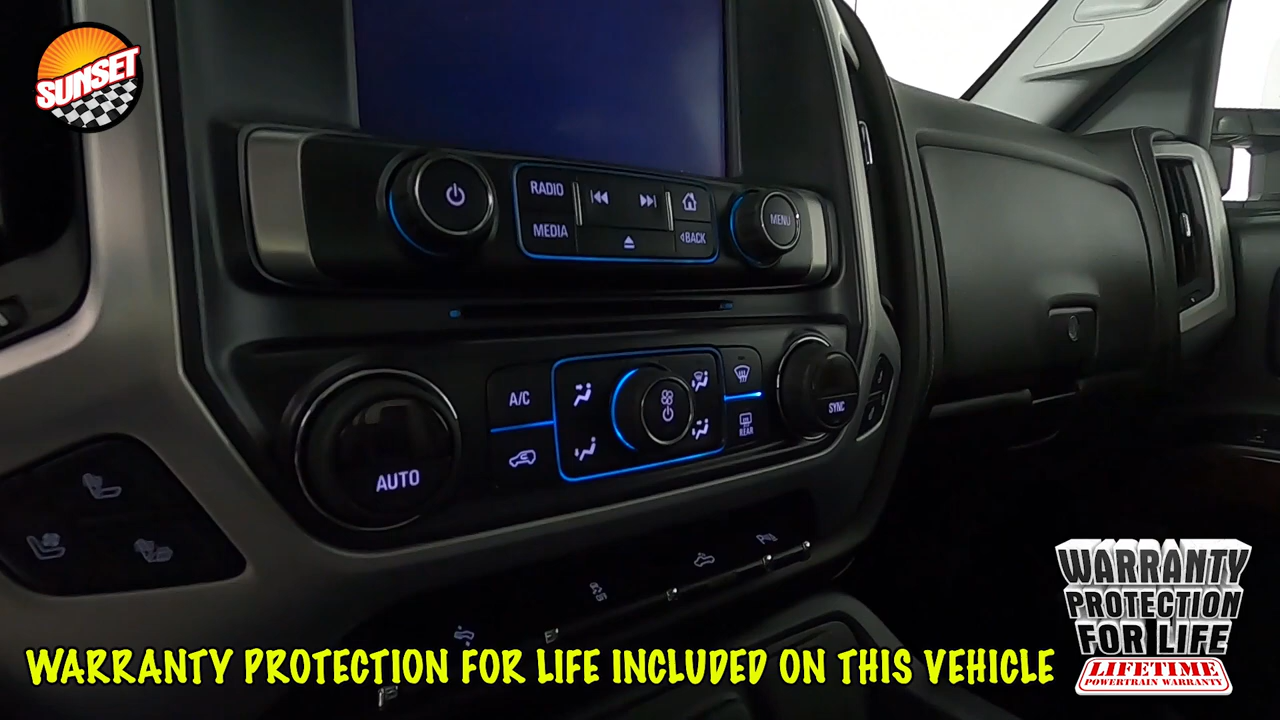 SUNSET
RADIO
MEDIA
BACK
MENU
A/C
AUTO
REAR
SYNC
WARRANTY PROTECTION FOR LIFE INCLUDED ON THIS VEHICLE
WARRANTY
PROTECTION
FOR LIFE
LIFETIME
POWERTRAIN WARRANTY